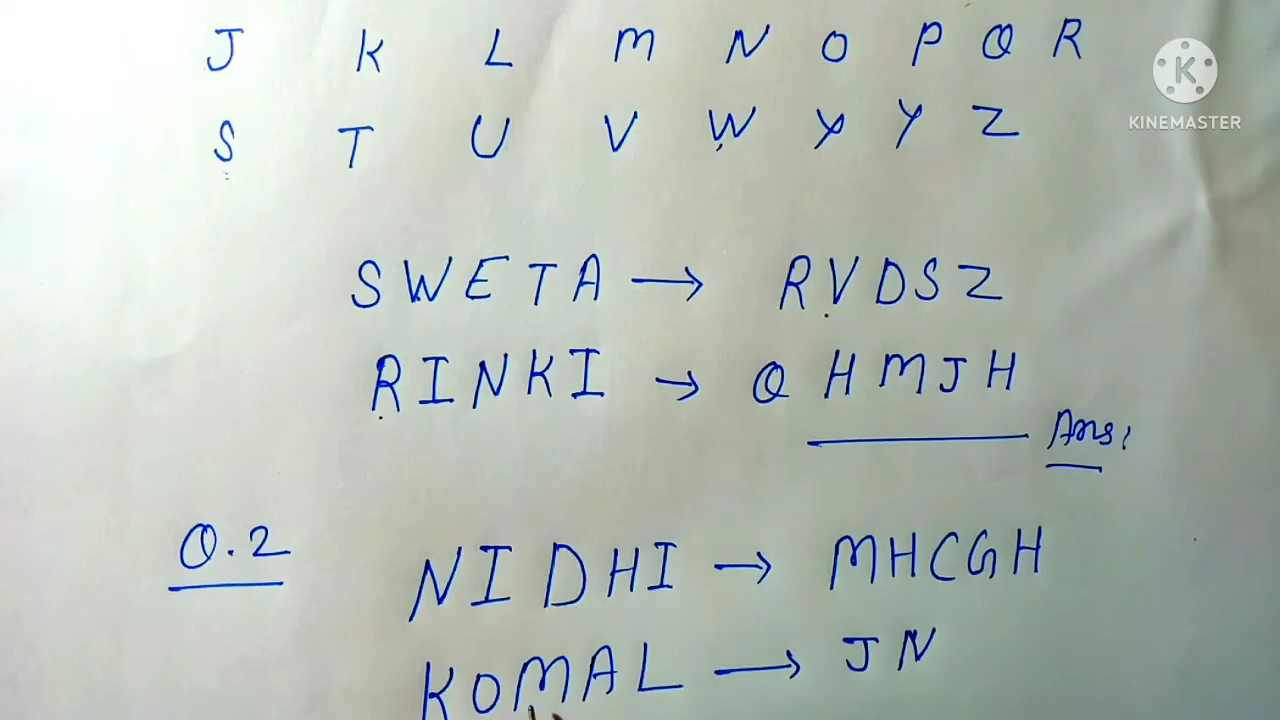 J K L M N O P Q R
KINEMASTER
S T U V W X Y Z
SWETA → RVDSZ
RINKI → QHMJH
Ans:
Q.2 NIDHI → MHCGH
KOMAL → JN